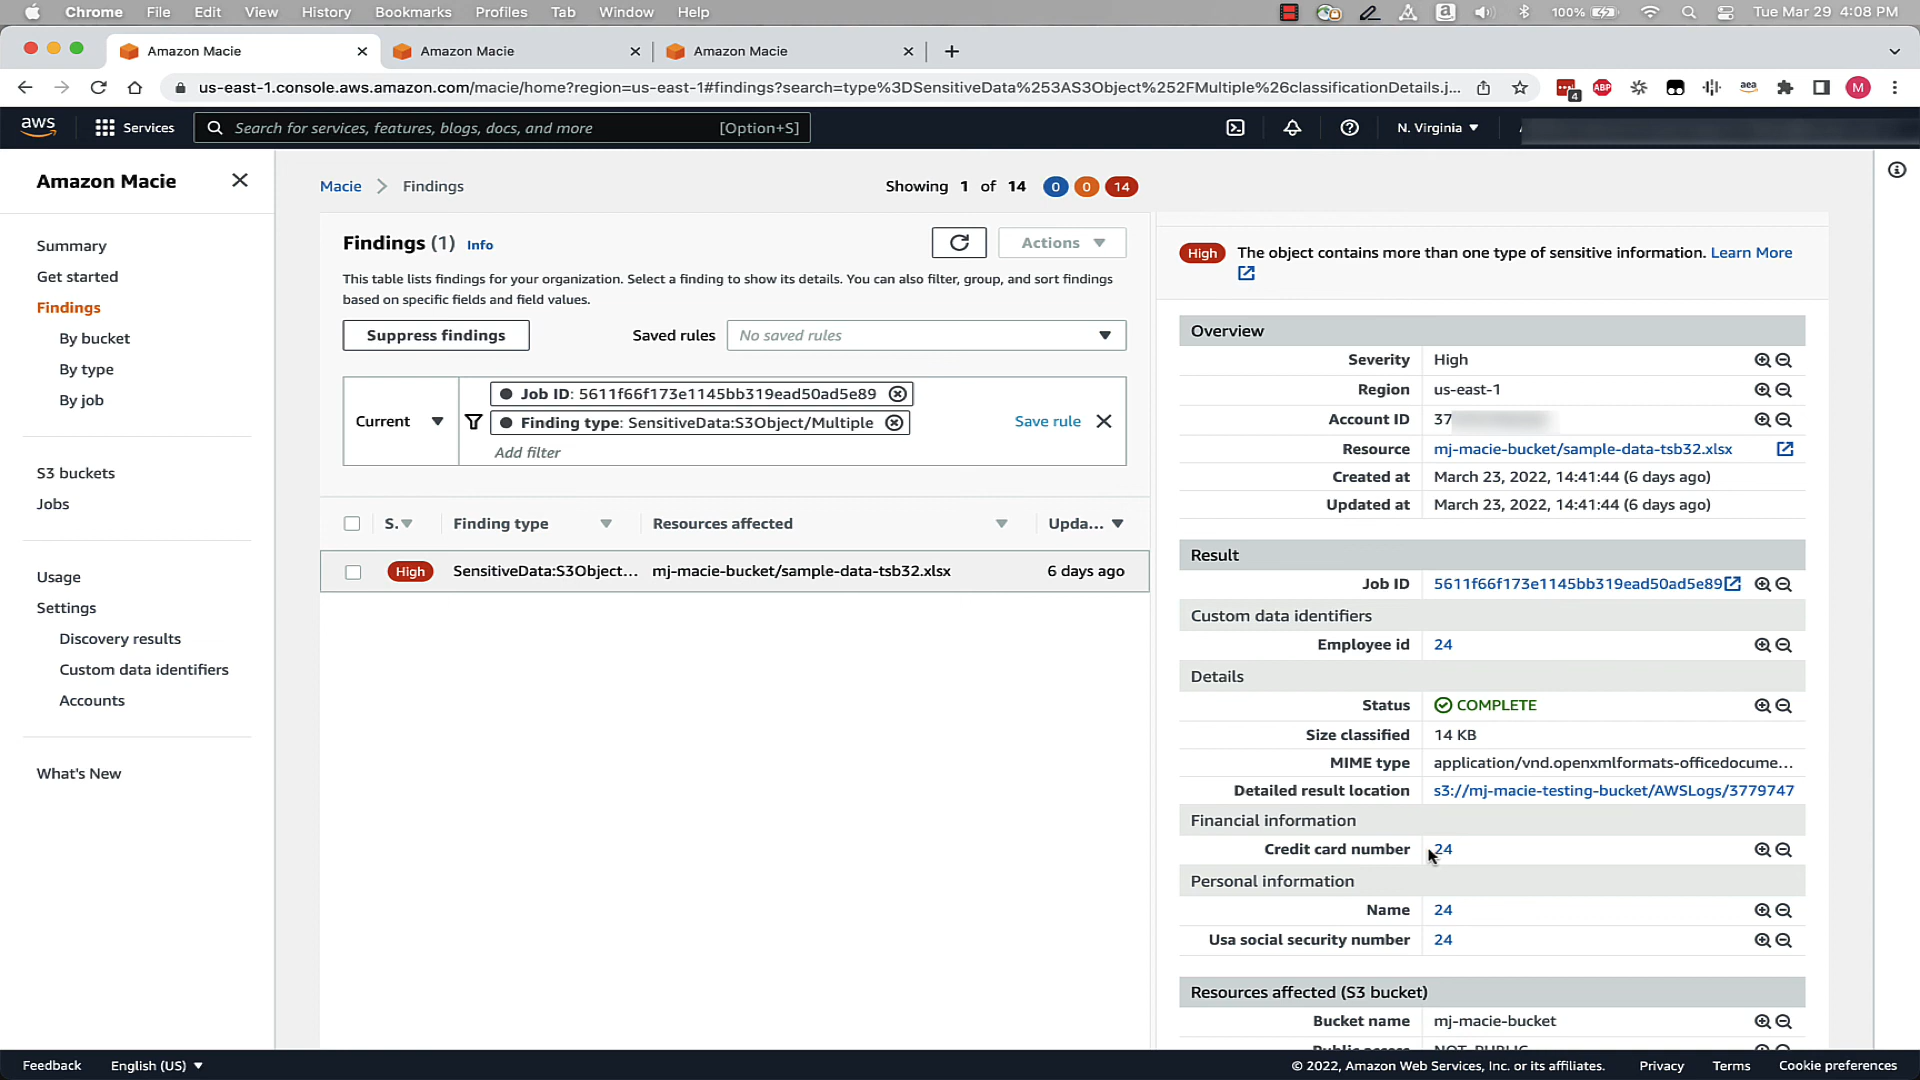 Chrome File Edit View History Bookmarks Profiles Tab Window Help 100% Tue Mar 29 4:08 PM
Amazon Macie
Amazon Macie
Amazon Macie
us-east-1.console.aws.amazon.com/macie/home?region=us-east-1#findings?search=type%3DSensitiveData%253AS3Object%252FMultiple%26classificationDetails.j...
4 ABP aea M
aws Services Search for services, features, blogs, docs, and more [Option+S] N. Virginia
Amazon Macie
Summary
Get started
Findings
By bucket
By type
By job
S3 buckets
Jobs
Usage
Settings
Discovery results
Custom data identifiers
Accounts
What's New
Macie > Findings
Showing 1 of 14 0 0 14
Findings (1) Info
Actions
This table lists findings for your organization. Select a finding to show its details. You can also filter, group, and sort findings
based on specific fields and field values.
Suppress findings
Saved rules No saved rules
Current
Job ID: 5611f66f173e1145bb319ead50ad5e89
Finding type: SensitiveData:S3Object/Multiple
Add filter
Save rule
S. Finding type Resources affected Upda...
High SensitiveData:S3Object... mj-macie-bucket/sample-data-tsb32.xlsx 6 days ago
High The object contains more than one type of sensitive information. Learn More
Overview
Severity High
Region us-east-1
Account ID 37
Resource mj-macie-bucket/sample-data-tsb32.xlsx
Created at March 23, 2022, 14:41:44 (6 days ago)
Updated at March 23, 2022, 14:41:44 (6 days ago)
Result
Job ID 5611f66f173e1145bb319ead50ad5e89
Custom data identifiers
Employee id 24
Details
Status COMPLETE
Size classified 14 KB
MIME type application/vnd.openxmlformats-officedocume...
Detailed result location s3://mj-macie-testing-bucket/AWSLogs/3779747
Financial information
Credit card number 24
Personal information
Name 24
Usa social security number 24
Resources affected (S3 bucket)
Bucket name mj-macie-bucket
Feedback English (US) © 2022, Amazon Web Services, Inc. or its affiliates. Privacy Terms Cookie preferences